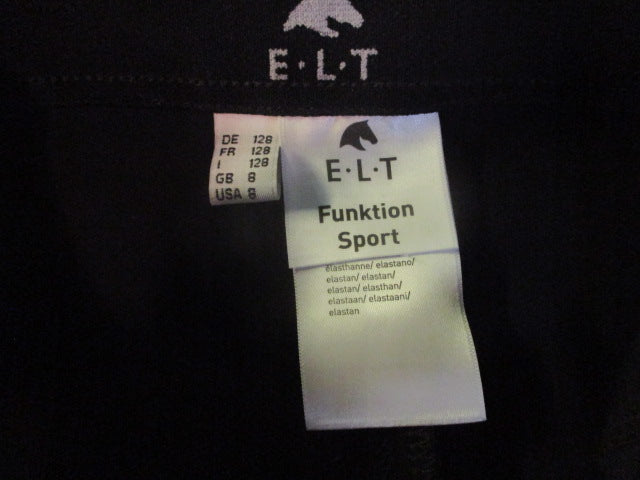 E·L·T
DE 128
FR 128
I 128
GB 8
USA 8
E·L·T
Funktion
Sport
elasthanne/ elastano/
elastan/ elastan/
elastan/ elasthan/
elastaan/ elastaani/
elastan